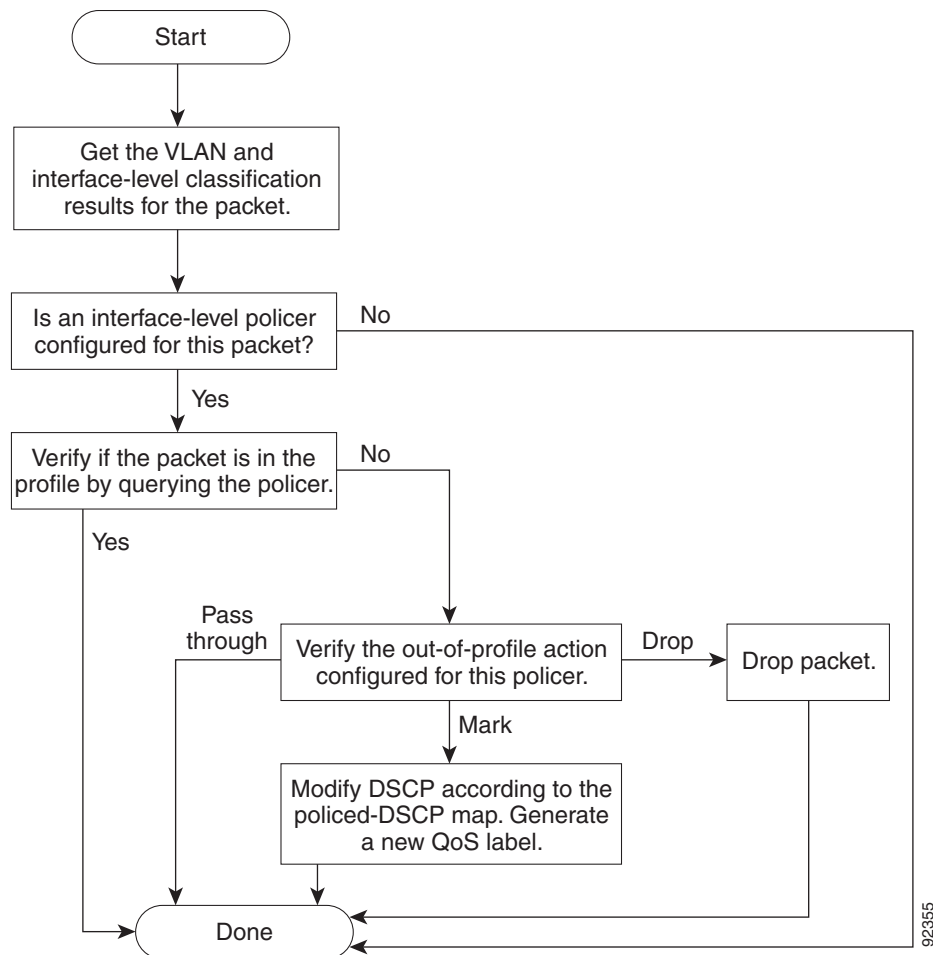 Start
Get the VLAN and
interface-level classification
results for the packet.
Is an interface-level policer
configured for this packet?
No
Yes
Verify if the packet is in the
profile by querying the policer.
No
Yes
Pass
through
Verify the out-of-profile action
configured for this policer.
Drop
Drop packet.
Mark
Modify DSCP according to the
policed-DSCP map. Generate
a new QoS label.
Done
92355